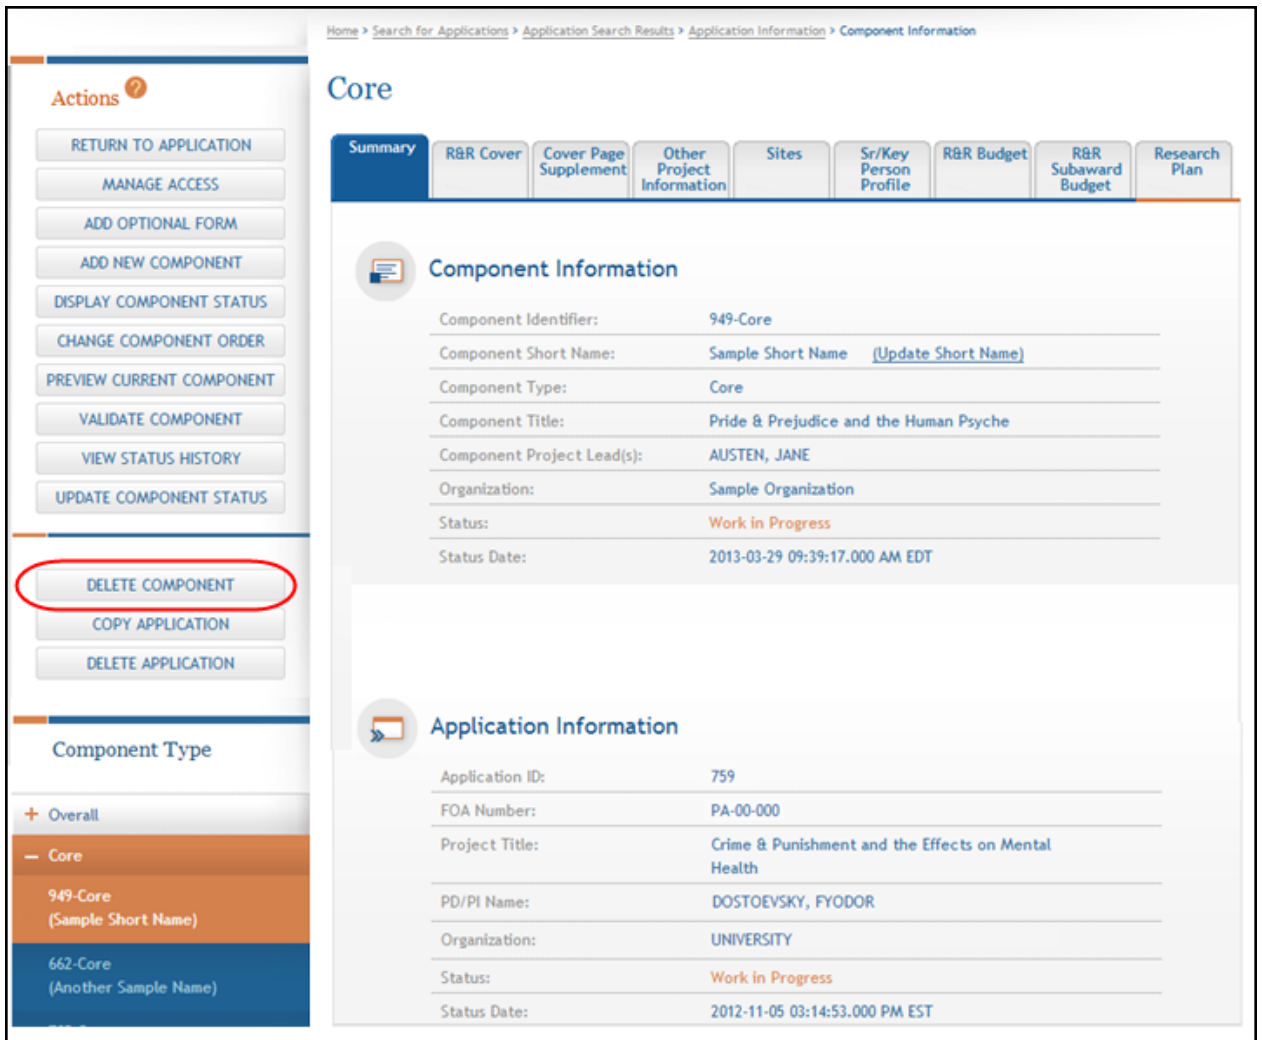 Home > Search for Applications > Application Search Results > Application Information > Component Information
Actions ?
RETURN TO APPLICATION
MANAGE ACCESS
ADD OPTIONAL FORM
ADD NEW COMPONENT
DISPLAY COMPONENT STATUS
CHANGE COMPONENT ORDER
PREVIEW CURRENT COMPONENT
VALIDATE COMPONENT
VIEW STATUS HISTORY
UPDATE COMPONENT STATUS
DELETE COMPONENT
COPY APPLICATION
DELETE APPLICATION
Component Type
+ Overall
– Core
949-Core
(Sample Short Name)
662-Core
(Another Sample Name)
Core
Summary
R&R Cover
Cover Page
Supplement
Other
Project
Information
Sites
Sr/Key
Person
Profile
R&R Budget
R&R
Subaward
Budget
Research
Plan
Component Information
Component Identifier: 949-Core
Component Short Name: Sample Short Name (Update Short Name)
Component Type: Core
Component Title: Pride & Prejudice and the Human Psyche
Component Project Lead(s): AUSTEN, JANE
Organization: Sample Organization
Status: Work in Progress
Status Date: 2013-03-29 09:39:17.000 AM EDT
Application Information
Application ID: 759
FOA Number: PA-00-000
Project Title: Crime & Punishment and the Effects on Mental
Health
PD/PI Name: DOSTOEVSKY, FYODOR
Organization: UNIVERSITY
Status: Work in Progress
Status Date: 2012-11-05 03:14:53.000 PM EST